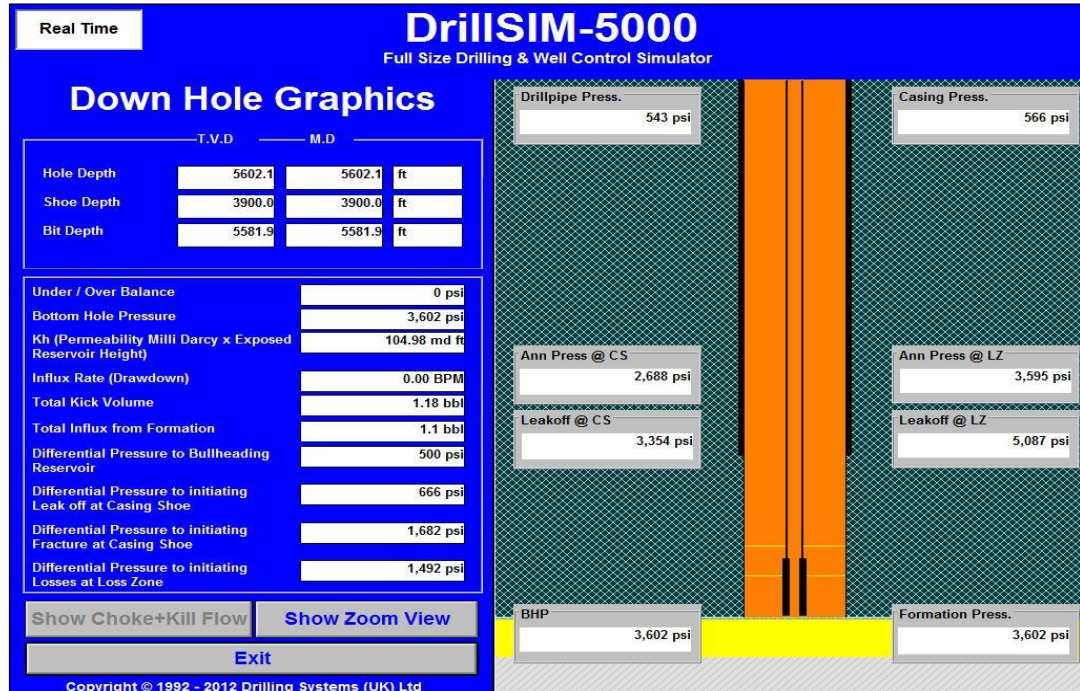 Real Time
DrillSIM-5000
Full Size Drilling & Well Control Simulator
Down Hole Graphics
T.V.D M.D
Hole Depth 5602.1 5602.1 ft
Shoe Depth 3900.0 3900.0 ft
Bit Depth 5581.9 5581.9 ft
Under / Over Balance 0 psi
Bottom Hole Pressure 3,602 psi
Kh (Permeability Milli Darcy x Exposed 104.98 md ft
Reservoir Height)
Influx Rate (Drawdown) 0.00 BPM
Total Kick Volume 1.18 bbl
Total Influx from Formation 1.1 bbl
Differential Pressure to Bullheading 500 psi
Reservoir
Differential Pressure to initiating 666 psi
Leak off at Casing Shoe
Differential Pressure to initiating 1,682 psi
Fracture at Casing Shoe
Differential Pressure to initiating 1,492 psi
Losses at Loss Zone
Show Choke+Kill Flow Show Zoom View
Exit
Copyright © 1992 - 2012 Drilling Systems (UK) Ltd
Drillpipe Press.
543 psi
Casing Press.
566 psi
Ann Press @ CS
2,688 psi
Ann Press @ LZ
3,595 psi
Leakoff @ CS
3,354 psi
Leakoff @ LZ
5,087 psi
BHP
3,602 psi
Formation Press.
3,602 psi